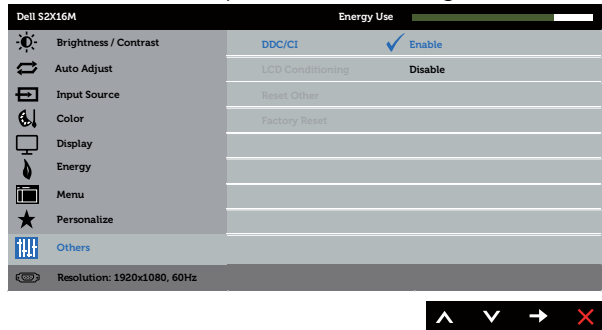 Dell S2X16M Energy Use
Brightness / Contrast DDC/CI Enable
Auto Adjust LCD Conditioning Disable
Input Source Reset Other
Color Factory Reset
Display
Energy
Menu
Personalize
Others
Resolution: 1920x1080, 60Hz